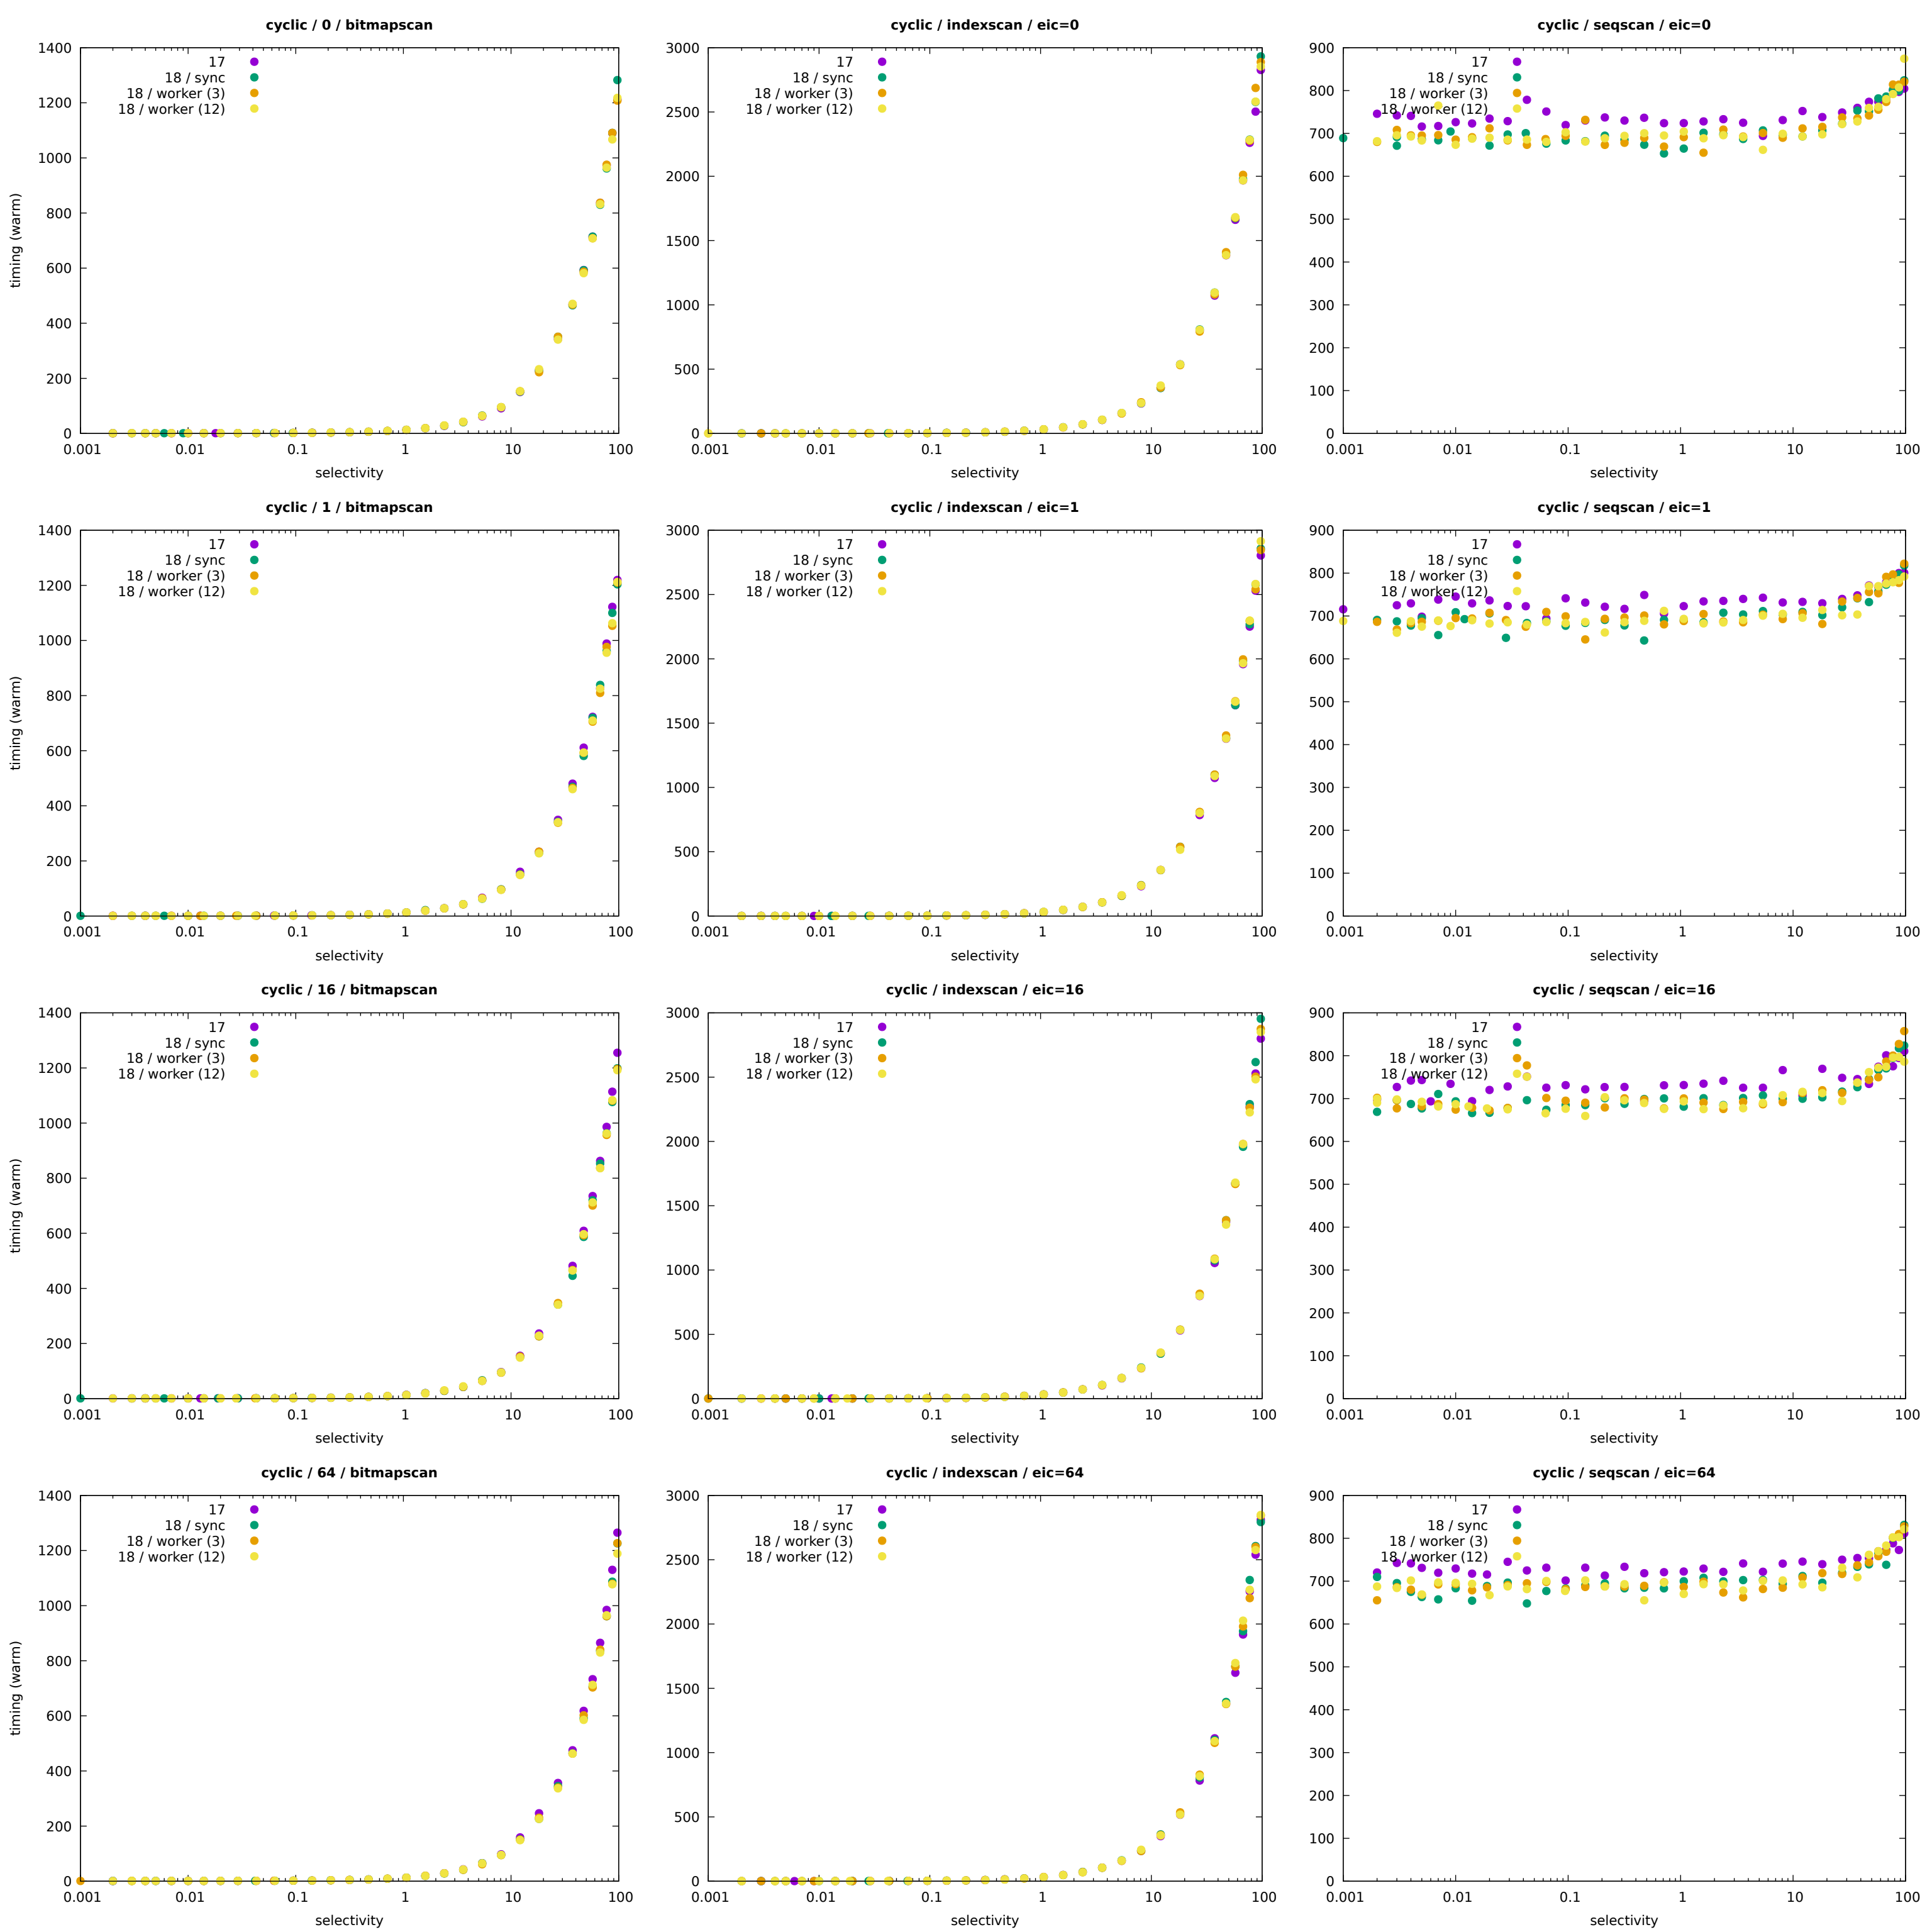 cyclic / 0 / bitmapscan
timing (warm)
1400
1200
1000
800
600
400
200
0
17
18 / sync
18 / worker (3)
18 / worker (12)
0.001 0.01 0.1 1 10 100
selectivity
cyclic / indexscan / eic=0
3000
2500
2000
1500
1000
500
0
17
18 / sync
18 / worker (3)
18 / worker (12)
0.001 0.01 0.1 1 10 100
selectivity
cyclic / seqscan / eic=0
900
800
700
600
500
400
300
200
100
0
17
18 / sync
18 / worker (3)
18 / worker (12)
0.001 0.01 0.1 1 10 100
selectivity
cyclic / 1 / bitmapscan
timing (warm)
1400
1200
1000
800
600
400
200
0
17
18 / sync
18 / worker (3)
18 / worker (12)
0.001 0.01 0.1 1 10 100
selectivity
cyclic / indexscan / eic=1
3000
2500
2000
1500
1000
500
0
17
18 / sync
18 / worker (3)
18 / worker (12)
0.001 0.01 0.1 1 10 100
selectivity
cyclic / seqscan / eic=1
900
800
700
600
500
400
300
200
100
0
17
18 / sync
18 / worker (3)
18 / worker (12)
0.001 0.01 0.1 1 10 100
selectivity
cyclic / 16 / bitmapscan
timing (warm)
1400
1200
1000
800
600
400
200
0
17
18 / sync
18 / worker (3)
18 / worker (12)
0.001 0.01 0.1 1 10 100
selectivity
cyclic / indexscan / eic=16
3000
2500
2000
1500
1000
500
0
17
18 / sync
18 / worker (3)
18 / worker (12)
0.001 0.01 0.1 1 10 100
selectivity
cyclic / seqscan / eic=16
900
800
700
600
500
400
300
200
100
0
17
18 / sync
18 / worker (3)
18 / worker (12)
0.001 0.01 0.1 1 10 100
selectivity
cyclic / 64 / bitmapscan
timing (warm)
1400
1200
1000
800
600
400
200
0
17
18 / sync
18 / worker (3)
18 / worker (12)
0.001 0.01 0.1 1 10 100
selectivity
cyclic / indexscan / eic=64
3000
2500
2000
1500
1000
500
0
17
18 / sync
18 / worker (3)
18 / worker (12)
0.001 0.01 0.1 1 10 100
selectivity
cyclic / seqscan / eic=64
900
800
700
600
500
400
300
200
100
0
17
18 / sync
18 / worker (3)
18 / worker (12)
0.001 0.01 0.1 1 10 100
selectivity